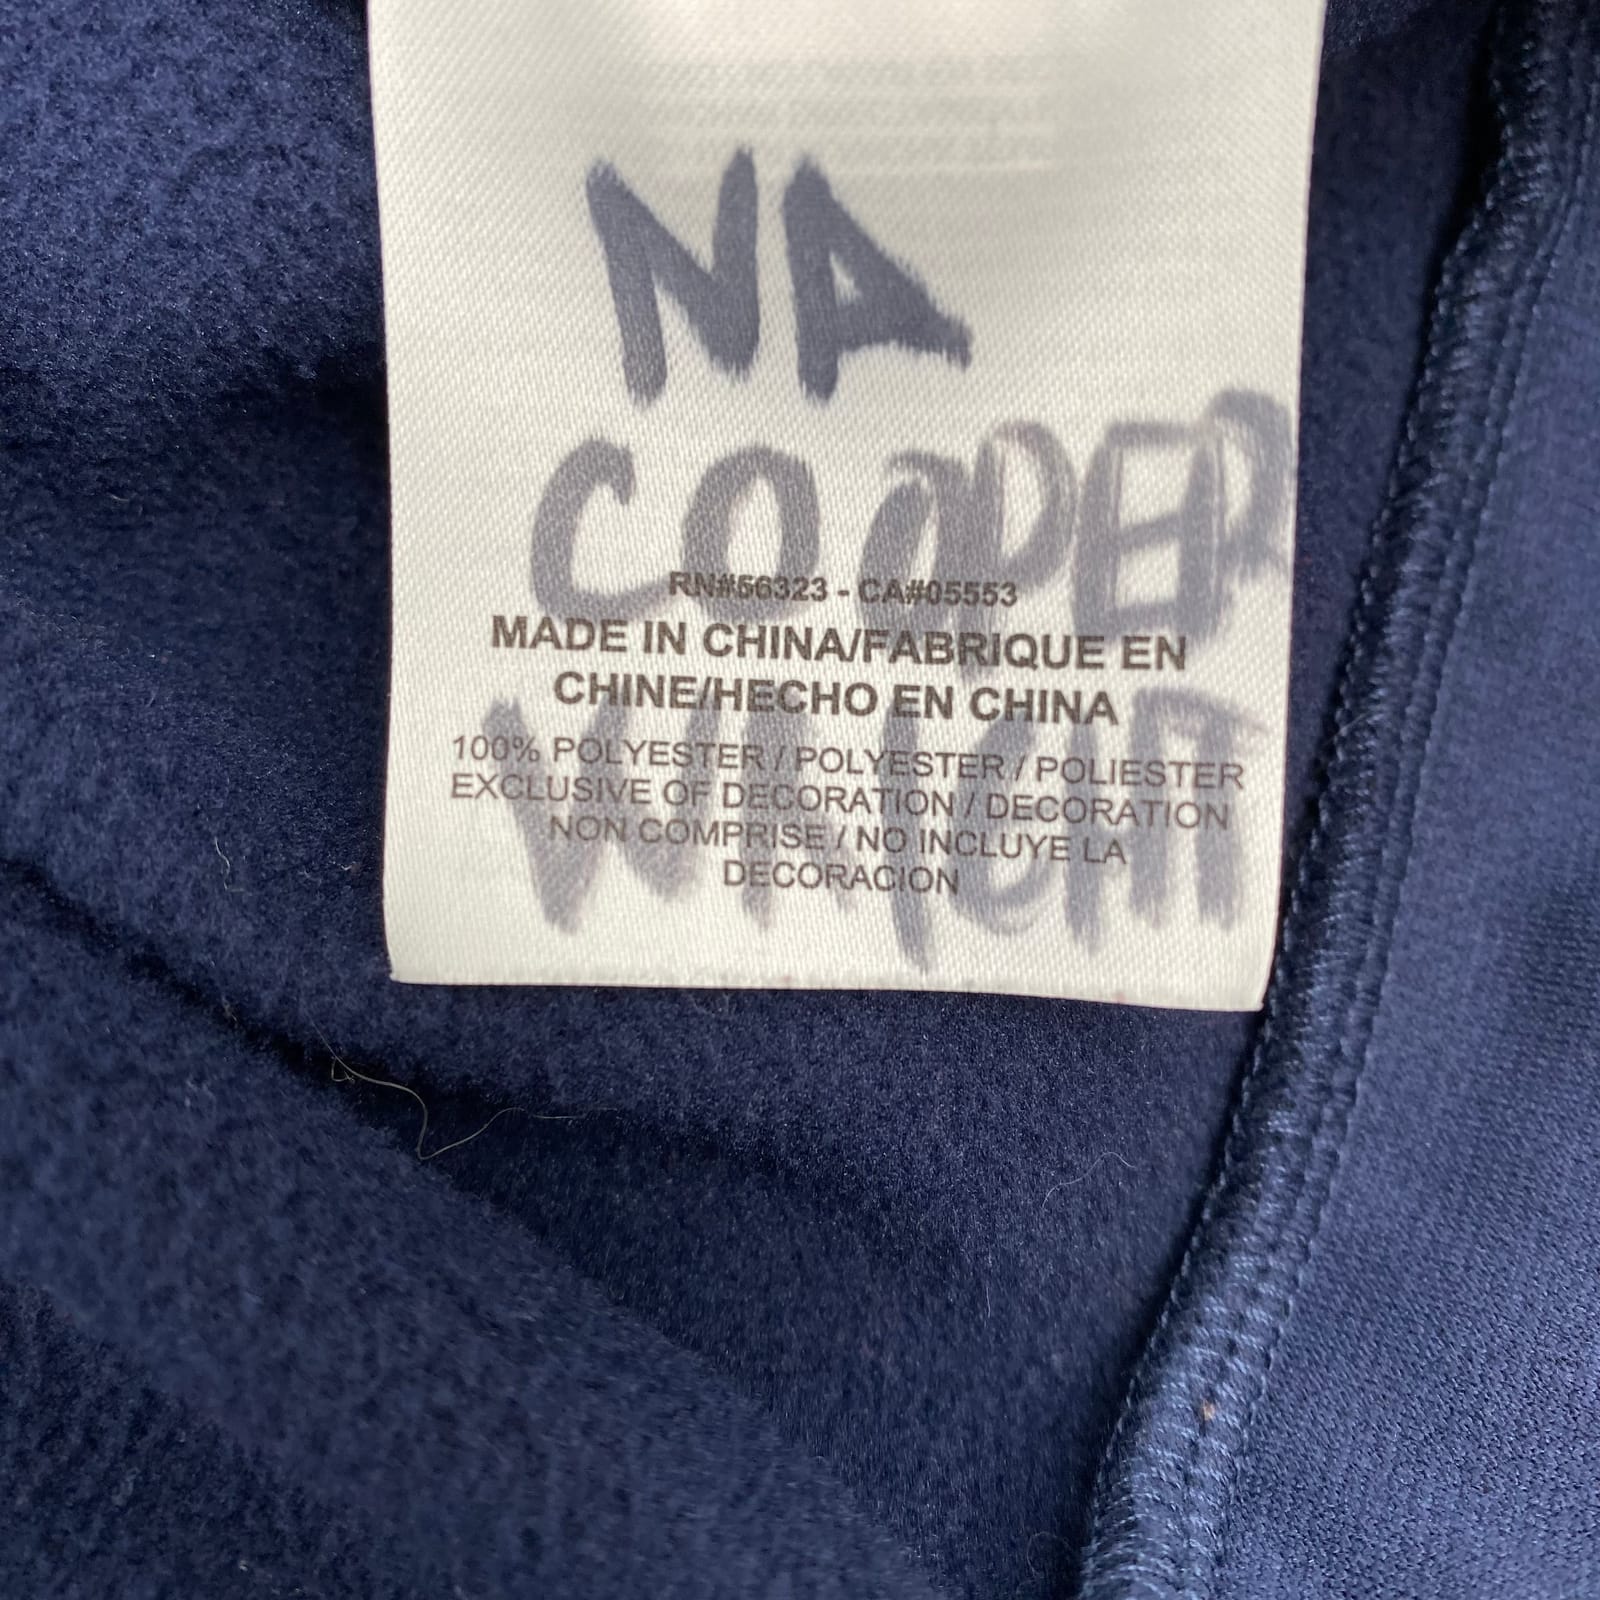 NA
COOPER
RN#56323 - CA#05553
MADE IN CHINA/FABRIQUE EN
CHINE/HECHO EN CHINA
WRIGHT
100% POLYESTER / POLYESTER / POLIESTER
EXCLUSIVE OF DECORATION / DECORATION
NON COMPRISE / NO INCLUYE LA
DECORACION